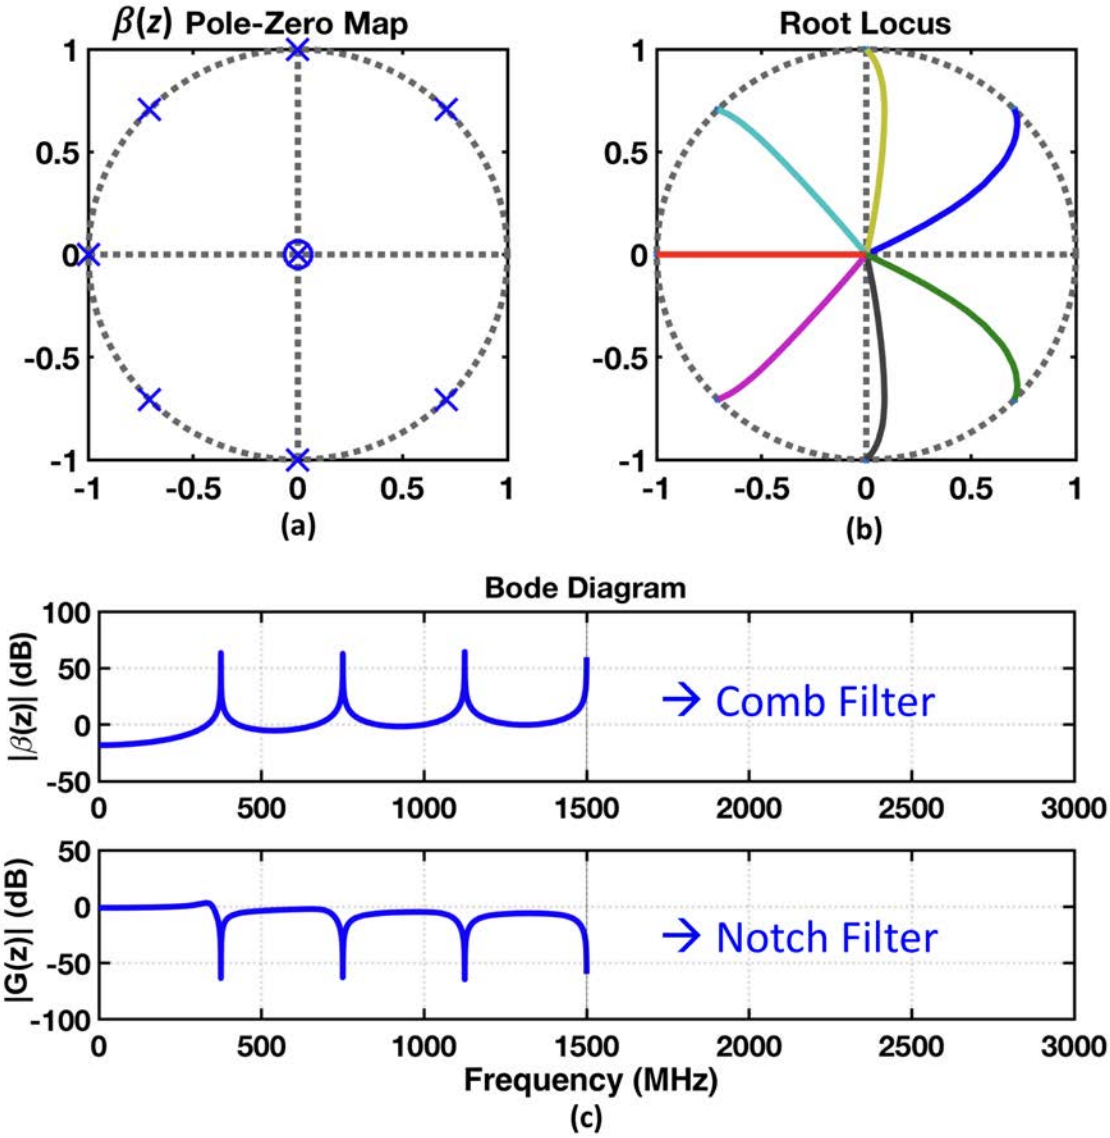 β(z) Pole-Zero Map
1
0.5
0
-0.5
-1
-1 -0.5 0 0.5 1
(a)
Root Locus
1
0.5
0
-0.5
-1
-1 -0.5 0 0.5 1
(b)
Bode Diagram
|β(z)| (dB)
100
50
0
-50
→ Comb Filter
0 500 1000 1500 2000 2500 3000
|G(z)| (dB)
50
0
-50
-100
→ Notch Filter
0 500 1000 1500 2000 2500 3000
Frequency (MHz)
(c)